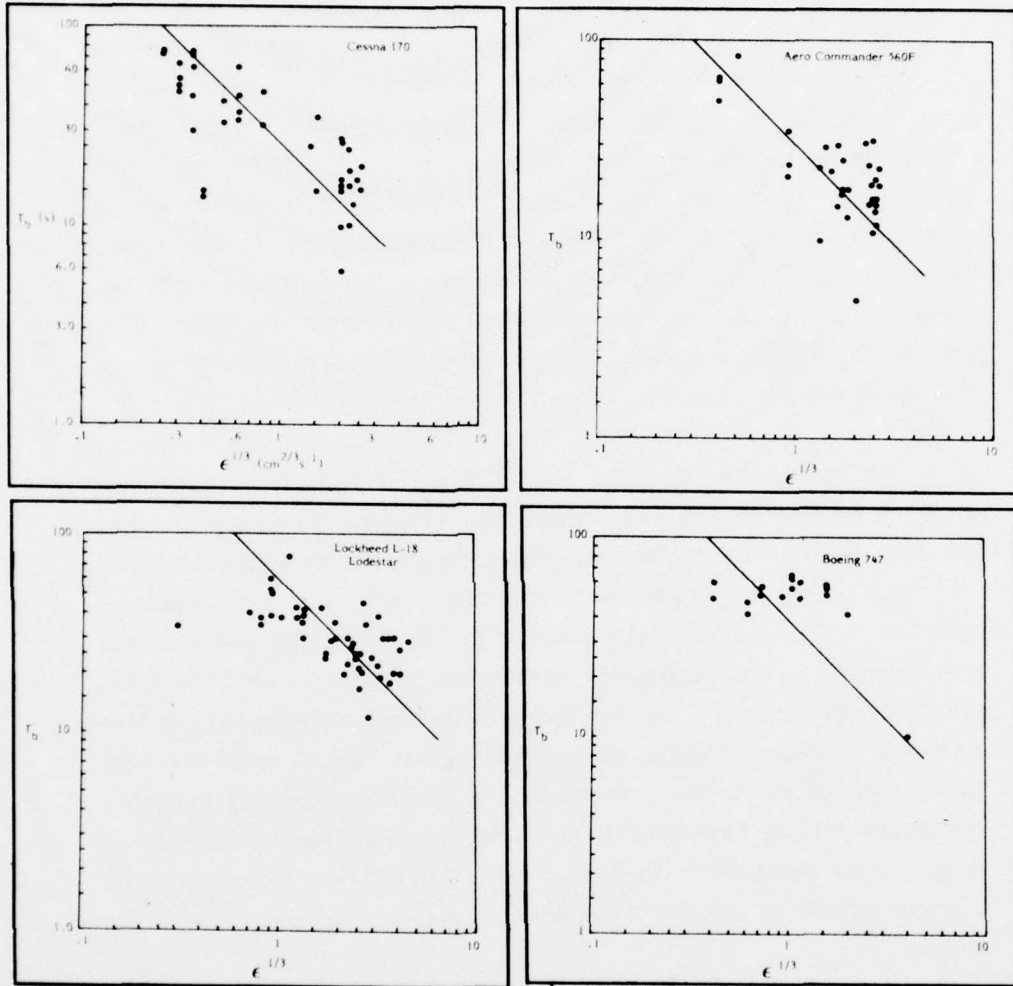 100
Cessna 170
60
30
T_b (s)
10
6.0
3.0
1.0
.1
.3
.6
1
3
6
10
ϵ^1/3 (cm^2/3 s^-1)
100
Aero Commander 560F
T_b
10
1
.1
1
10
ϵ^1/3
100
Lockheed L-18
Lodestar
T_b
10
1.0
.1
1
10
ϵ^1/3
100
Boeing 747
T_b
10
1
.1
1
10
ϵ^1/3